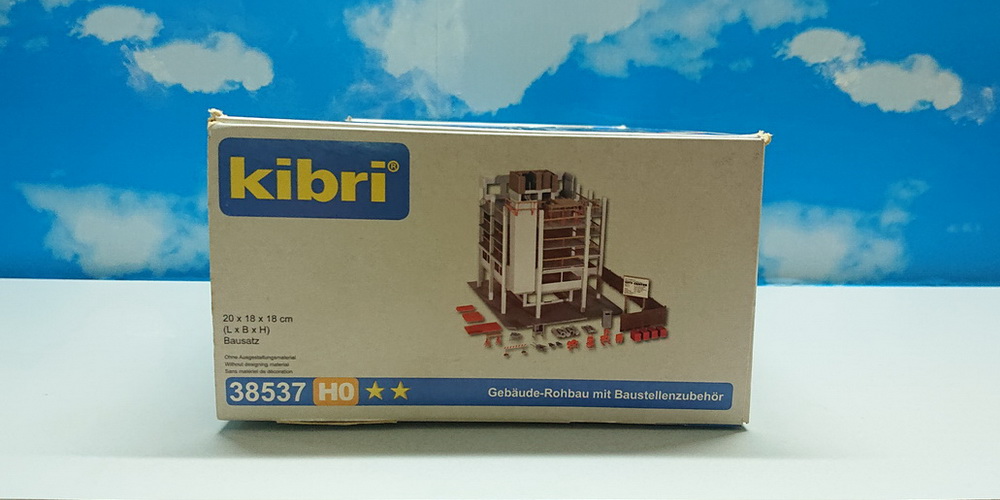 kibri®
20 x 18 x 18 cm
(L x B x H)
Bausatz
Ohne Ausgestaltungsmaterial
Without designing material
Sans matériel de décoration
38537 H0 Gebäude-Rohbau mit Baustellenzubehör